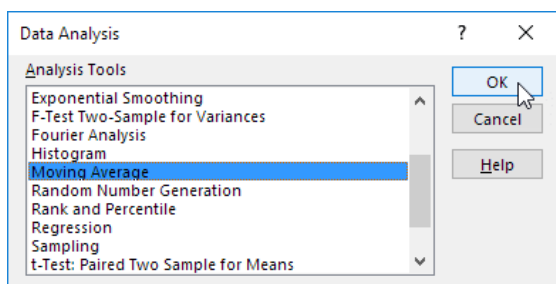 Data Analysis
?
Analysis Tools
Exponential Smoothing
F-Test Two-Sample for Variances
Fourier Analysis
Histogram
Moving Average
Random Number Generation
Rank and Percentile
Regression
Sampling
t-Test: Paired Two Sample for Means
OK
Cancel
Help